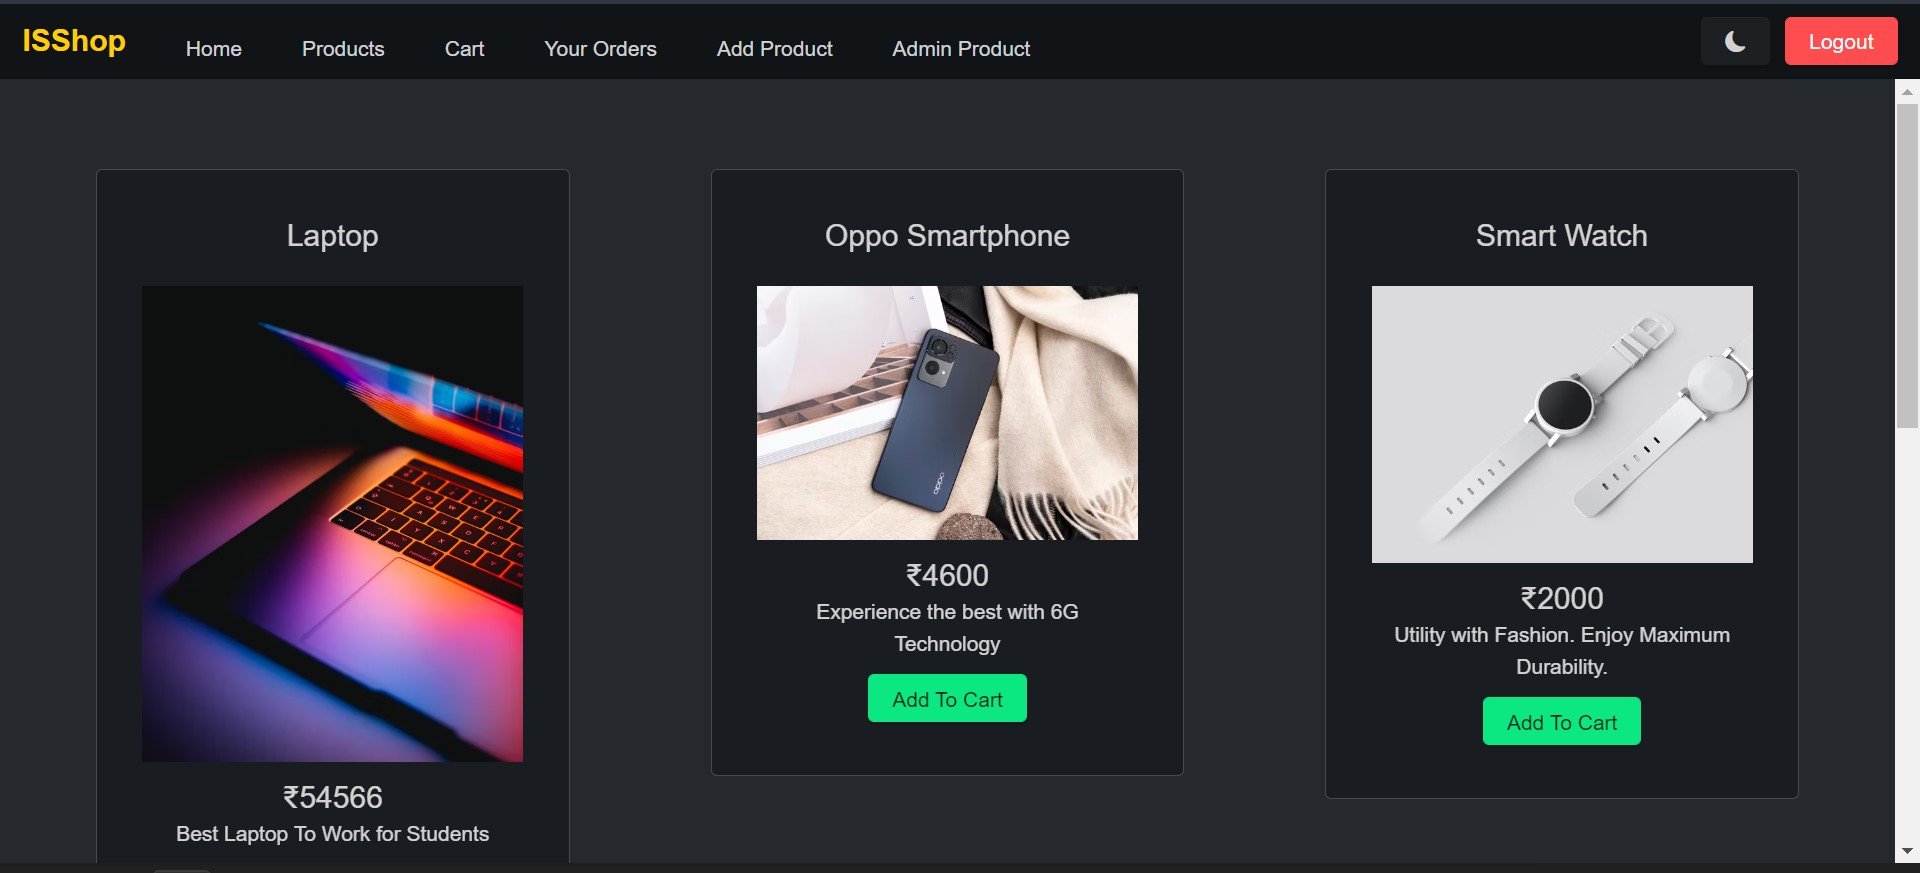 ISShop
Home Products Cart Your Orders Add Product Admin Product
Logout
Laptop
₹54566
Best Laptop To Work for Students
Oppo Smartphone
oppo
₹4600
Experience the best with 6G
Technology
Add To Cart
Smart Watch
₹2000
Utility with Fashion. Enjoy Maximum
Durability.
Add To Cart